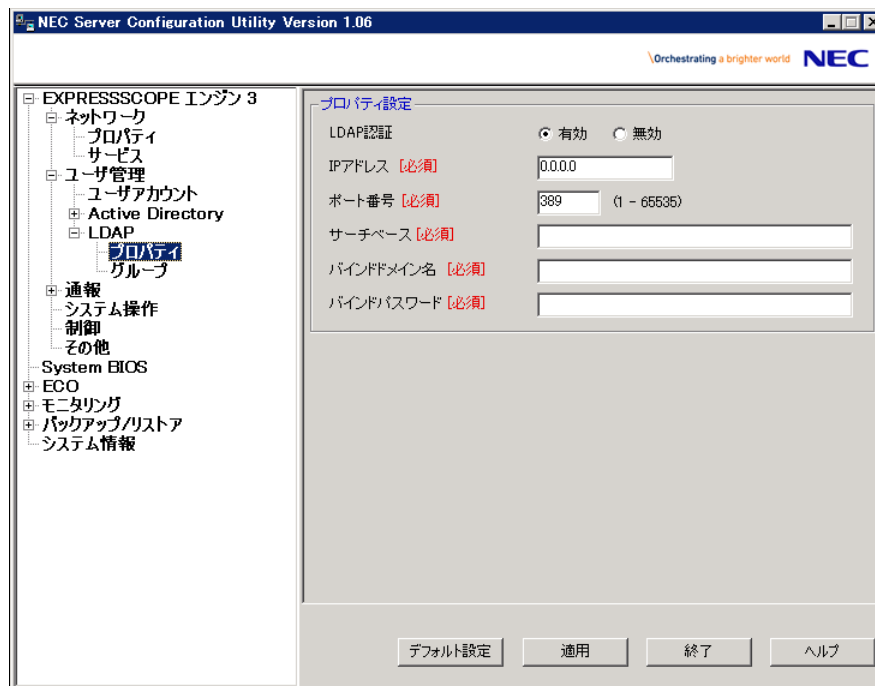 NEC Server Configuration Utility Version 1.06
\Orchestrating a brighter world NEC
EXPRESSSCOPE エンジン 3
ネットワーク
プロパティ
サービス
ユーザ管理
ユーザアカウント
Active Directory
LDAP
プロパティ
グループ
通報
システム操作
制御
その他
System BIOS
ECO
モニタリング
バックアップ/リストア
システム情報
プロパティ設定
LDAP認証 有効 無効
IPアドレス [必須] 0.0.0.0
ポート番号 [必須] 389 (1 - 65535)
サーチベース [必須]
バインドドメイン名 [必須]
バインドパスワード [必須]
デフォルト設定 適用 終了 ヘルプ